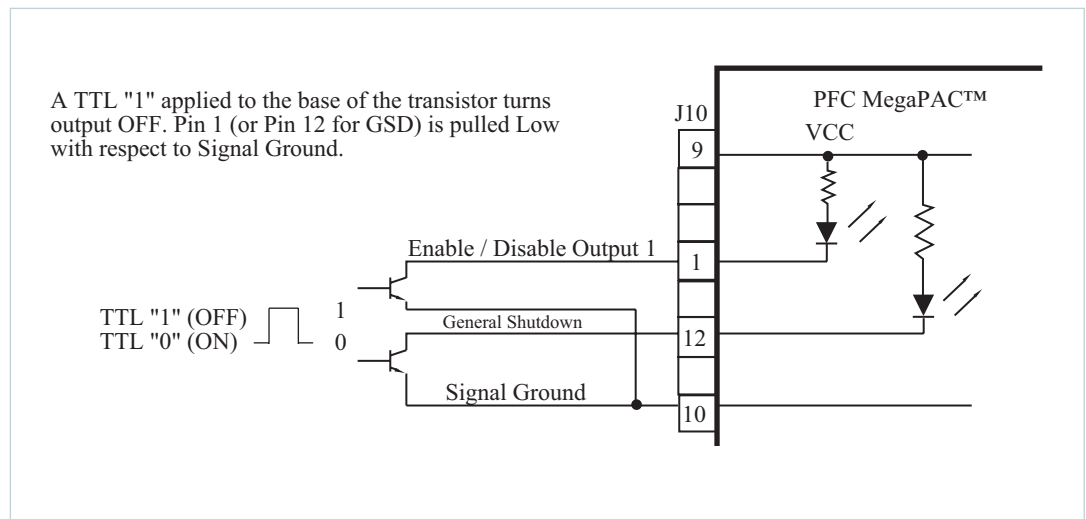 A TTL "1" applied to the base of the transistor turns
output OFF. Pin 1 (or Pin 12 for GSD) is pulled Low
with respect to Signal Ground.
J10
PFC MegaPAC™
VCC
9
Enable / Disable Output 1
1
TTL "1" (OFF)
TTL "0" (ON)
1
0
General Shutdown
12
Signal Ground
10